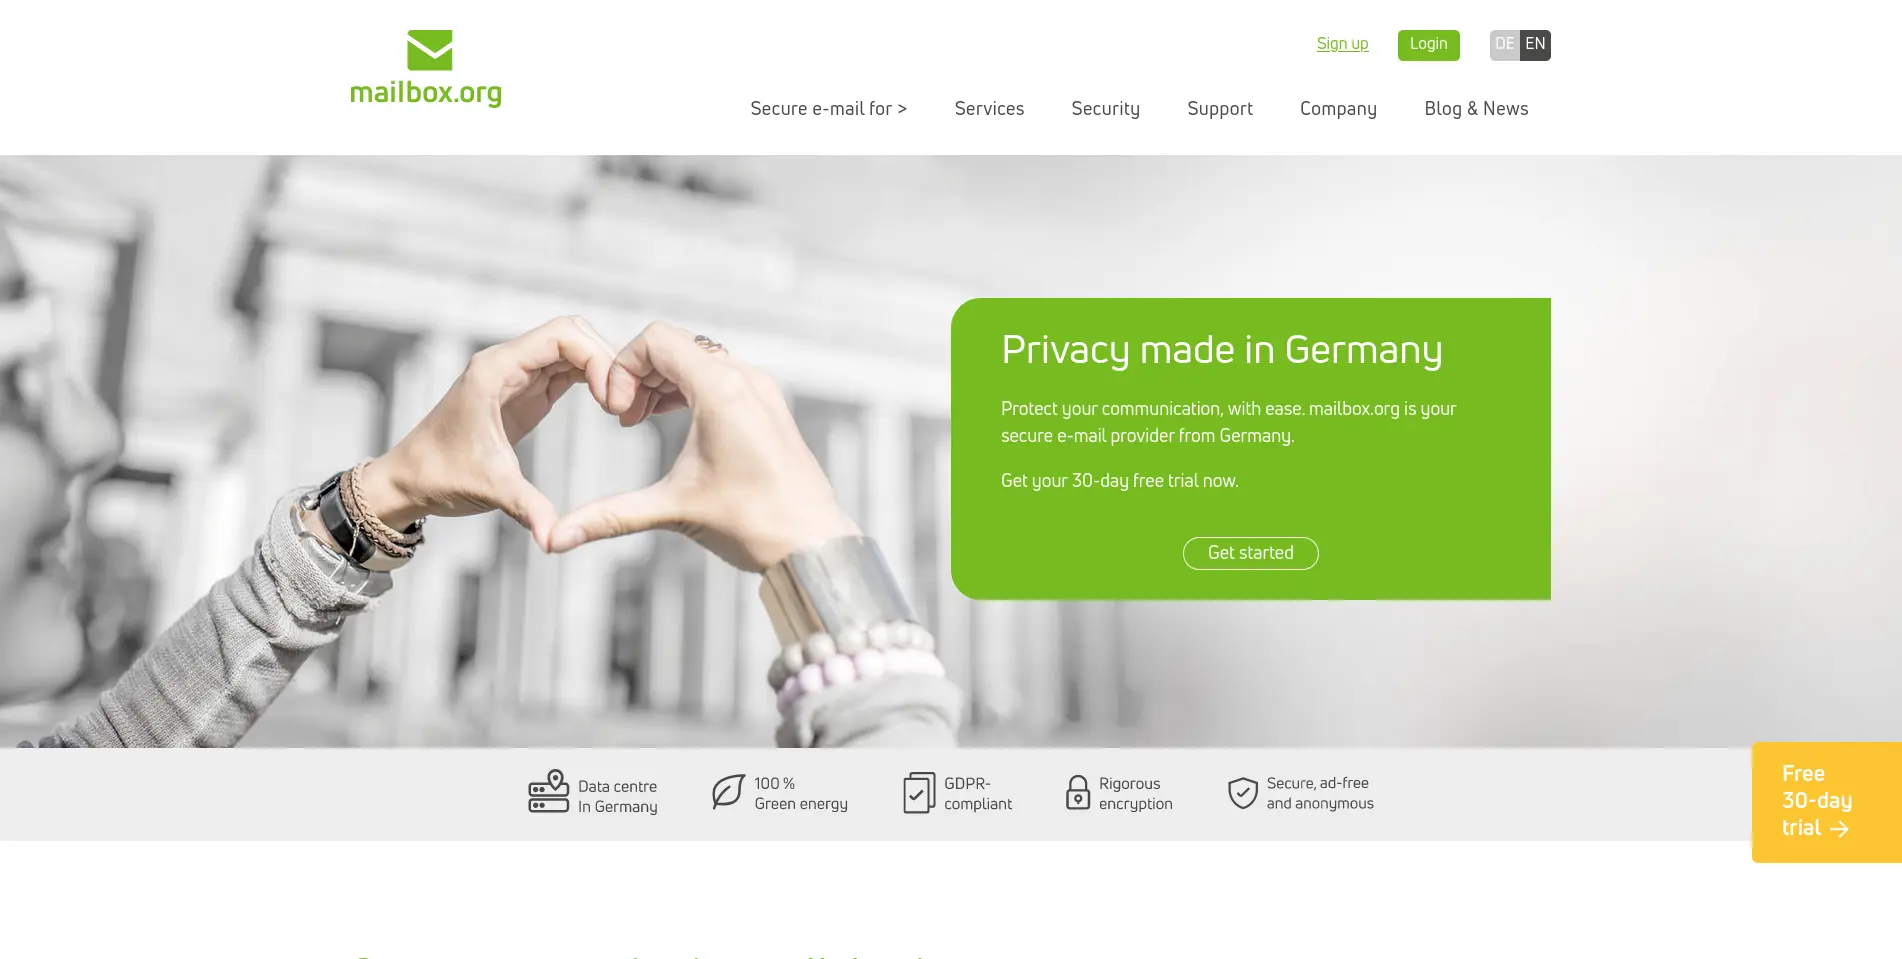 mailbox.org
Sign up
Login
DE EN
Secure e-mail for >
Services
Security
Support
Company
Blog & News
Privacy made in Germany
Protect your communication, with ease. mailbox.org is your
secure e-mail provider from Germany.
Get your 30-day free trial now.
Get started
Data centre
In Germany
100 %
Green energy
GDPR-
compliant
Rigorous
encryption
Secure, ad-free
and anonymous
Free
30-day
trial →